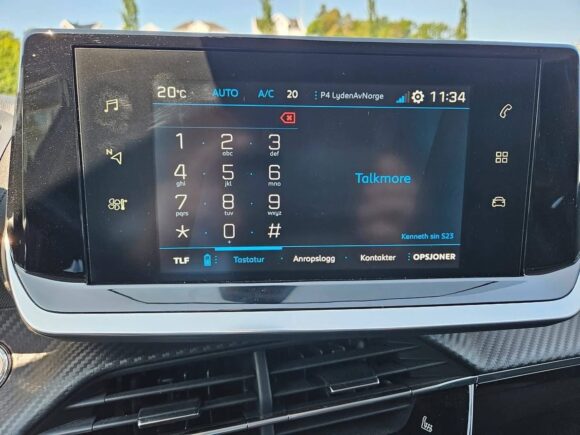 20°C AUTO A/C 20 : P4 LydenAvNorge 11:34
1 2 abc 3 def
4 ghi 5 jkl 6 mno
7 pqrs 8 tuv 9 wxyz
* 0 + #
Talkmore
Kenneth sin S23
TLF Tastatur Anropslogg Kontakter OPSJONER
N